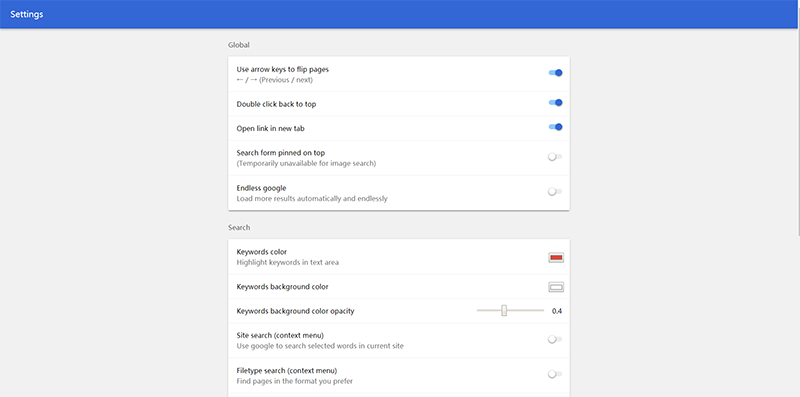 Settings
Global
Use arrow keys to flip pages
← / → (Previous / next)
Double click back to top
Open link in new tab
Search form pinned on top
(Temporarily unavailable for image search)
Endless google
Load more results automatically and endlessly
Search
Keywords color
Highlight keywords in text area
Keywords background color
Keywords background color opacity 0.4
Site search (context menu)
Use google to search selected words in current site
Filetype search (context menu)
Find pages in the format you prefer